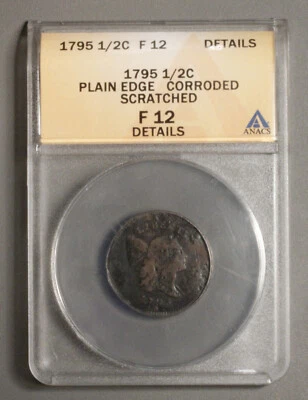 1795 1/2C F 12 DETAILS
1795 1/2C
PLAIN EDGE CORRODED
SCRATCHED
F 12
DETAILS
ANACS